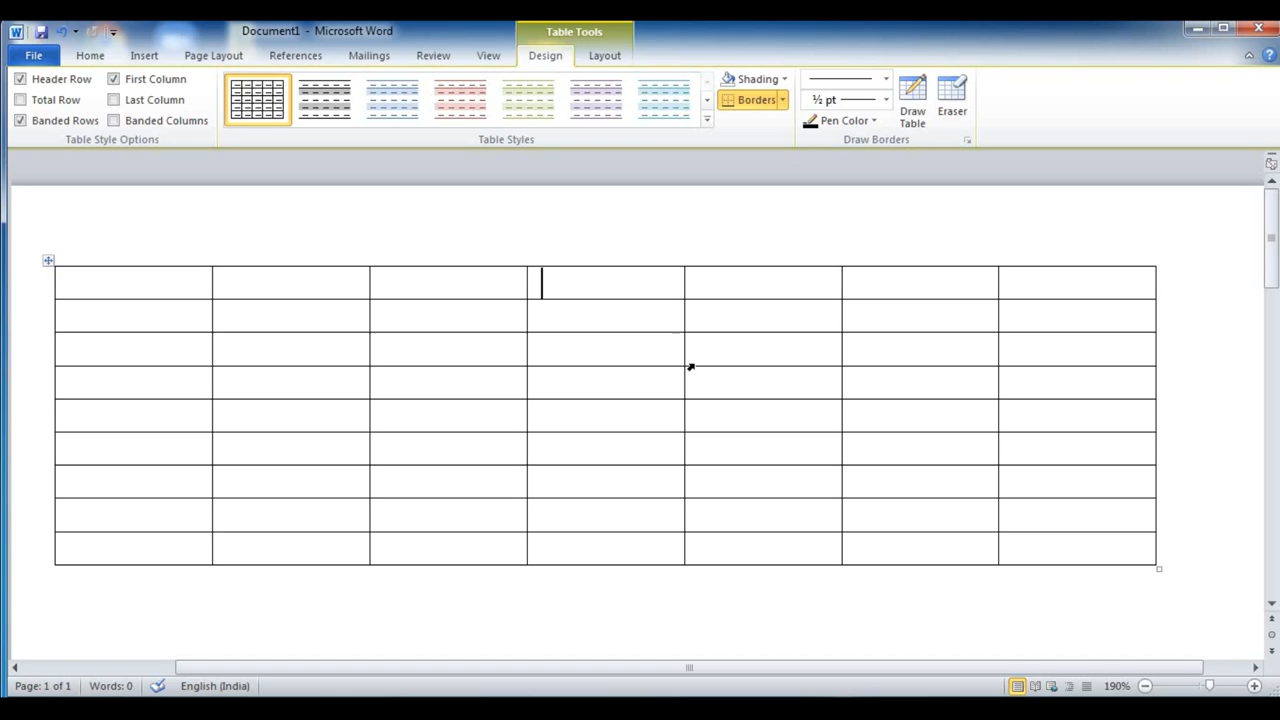 Document1 - Microsoft Word
Table Tools
File Home Insert Page Layout References Mailings Review View Design Layout
Header Row First Column
Total Row Last Column
Banded Rows Banded Columns
Table Style Options
Table Styles
Shading
Borders
½ pt
Pen Color
Draw Table
Eraser
Draw Borders
Page: 1 of 1 Words: 0 English (India) 190%